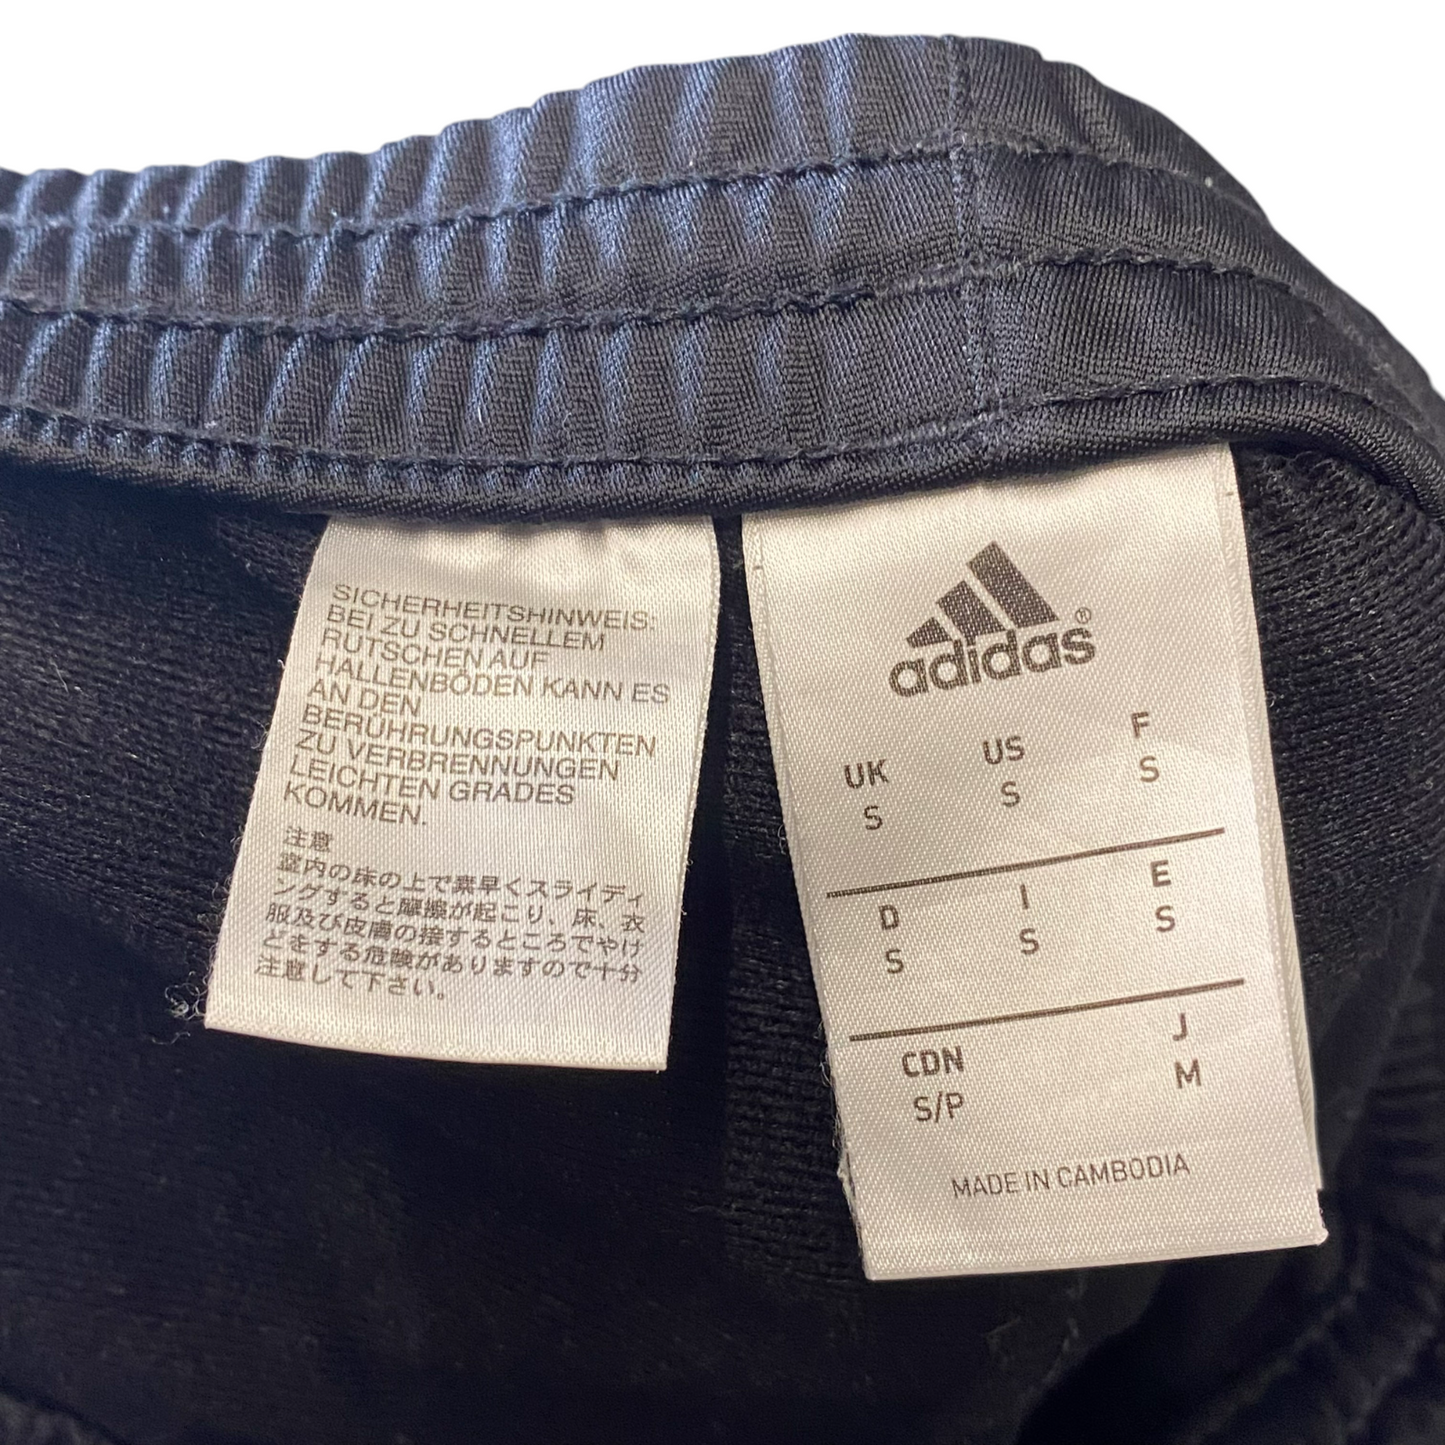 SICHERHEITSHINWEIS:
BEI ZU SCHNELLEM
RUTSCHEN AUF
HALLENBÖDEN KANN ES
AN DEN
BERÜHRUNGSPUNKTEN
ZU VERBRENNUNGEN
LEICHTEN GRADES
KOMMEN.
注意
室内の床の上で素早くスライディ
ングすると摩擦が起こり、床、衣
服及び皮膚の接するところでやけ
どをする危険がありますので十分
注意して下さい。
adidas®
UK US F
S S S
D I E
S S S
CDN J
S/P M
MADE IN CAMBODIA